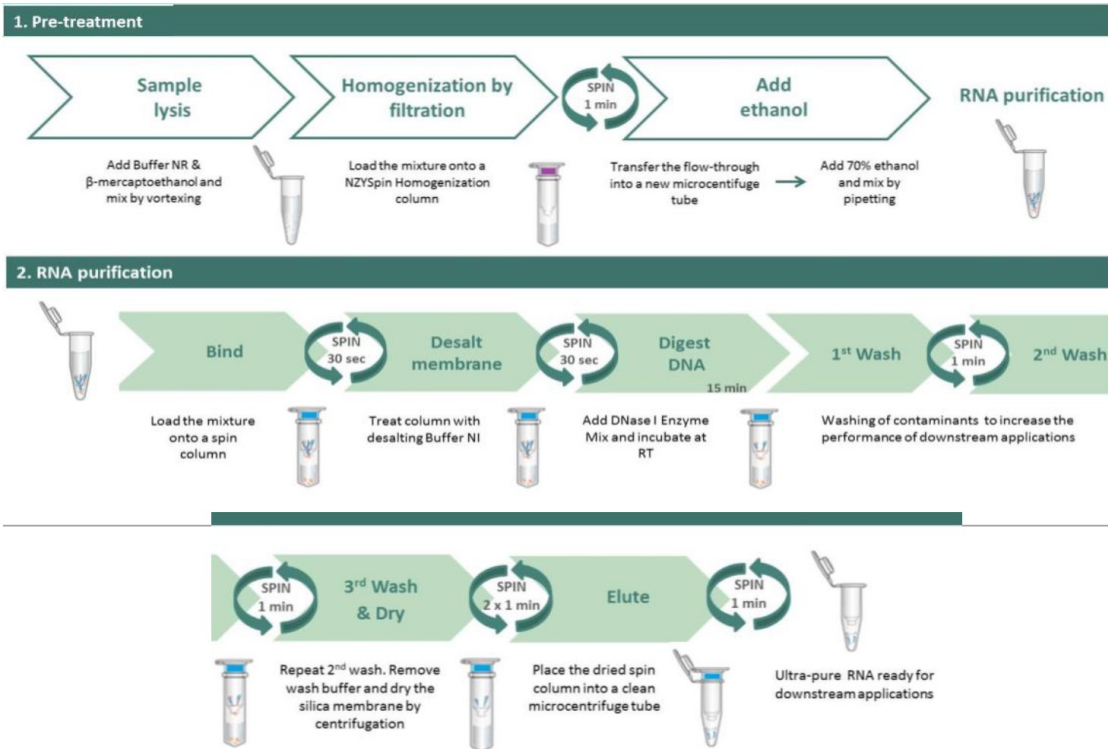 1. Pre-treatment
Sample
lysis
Homogenization by
filtration
SPIN
1 min
Add
ethanol
RNA purification
Add Buffer NR &
β-mercaptoethanol and
mix by vortexing
Load the mixture onto a
NZYSpin Homogenization
column
Transfer the flow-through
into a new microcentifuge
tube
Add 70% ethanol
and mix by
pipetting
2. RNA purification
Bind
SPIN
30 sec
Desalt
membrane
SPIN
30 sec
Digest
DNA
15 min
1st Wash
SPIN
1 min
2nd Wash
Load the mixture
onto a spin
column
Treat column with
desalting Buffer NI
Add DNase I Enzyme
Mix and incubate at
RT
Washing of contaminants to increase the
performance of downstream applications
SPIN
1 min
3rd Wash
& Dry
SPIN
2 x 1 min
Elute
SPIN
1 min
Repeat 2nd wash. Remove
wash buffer and dry the
silica membrane by
centrifugation
Place the dried spin
column into a clean
microcentrifuge tube
Ultra-pure RNA ready for
downstream applications